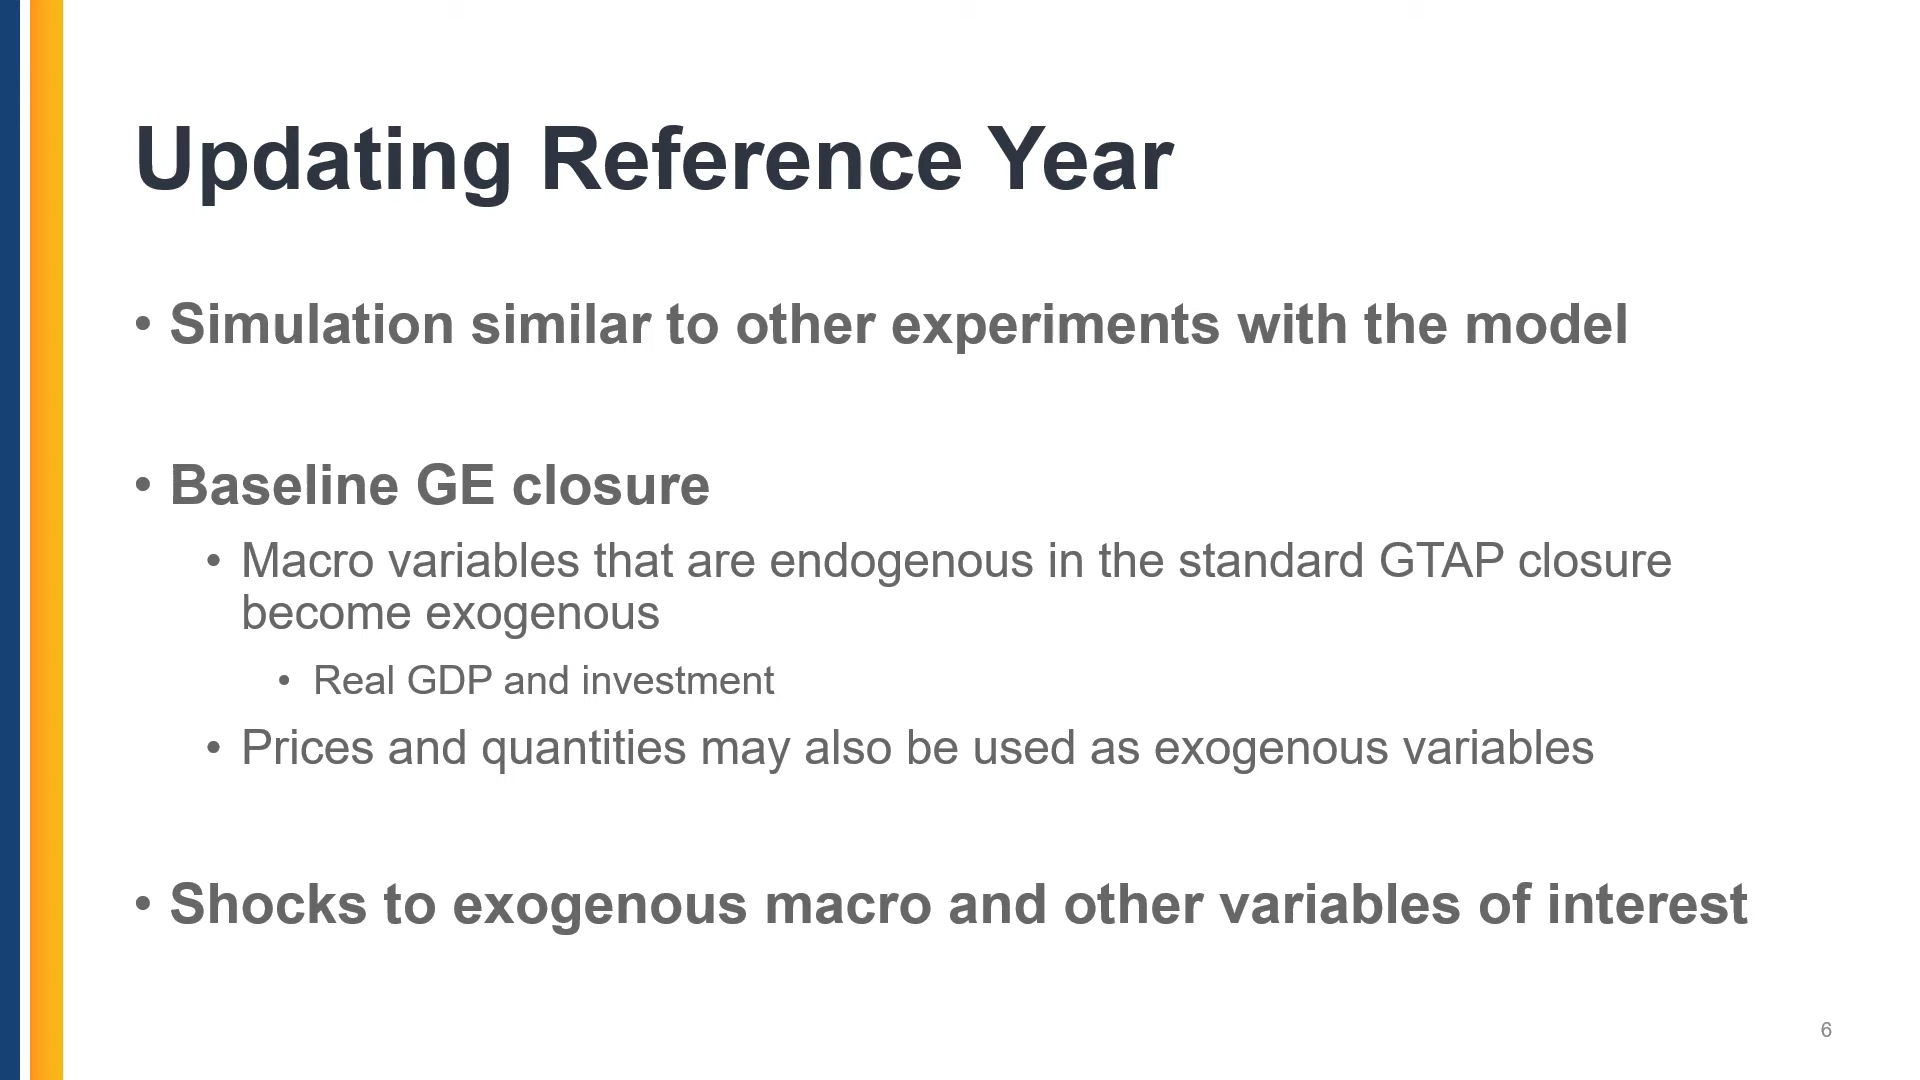 Updating Reference Year
• Simulation similar to other experiments with the model
• Baseline GE closure
• Macro variables that are endogenous in the standard GTAP closure
become exogenous
• Real GDP and investment
• Prices and quantities may also be used as exogenous variables
• Shocks to exogenous macro and other variables of interest
6